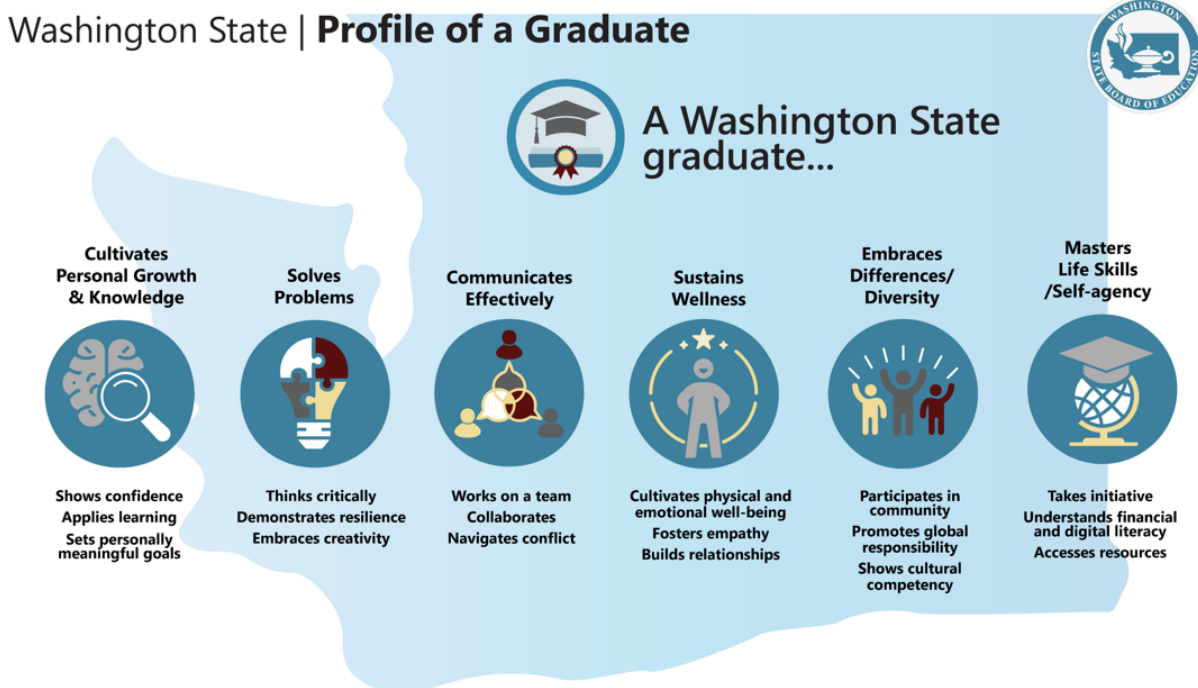 Washington State | Profile of a Graduate
WASHINGTON
STATE BOARD OF EDUCATION
A Washington State
graduate...
Cultivates
Personal Growth
& Knowledge
Shows confidence
Applies learning
Sets personally
meaningful goals
Solves
Problems
Thinks critically
Demonstrates resilience
Embraces creativity
Communicates
Effectively
Works on a team
Collaborates
Navigates conflict
Sustains
Wellness
Cultivates physical and
emotional well-being
Fosters empathy
Builds relationships
Embraces
Differences/
Diversity
Participates in
community
Promotes global
responsibility
Shows cultural
competency
Masters
Life Skills
/Self-agency
Takes initiative
Understands financial
and digital literacy
Accesses resources